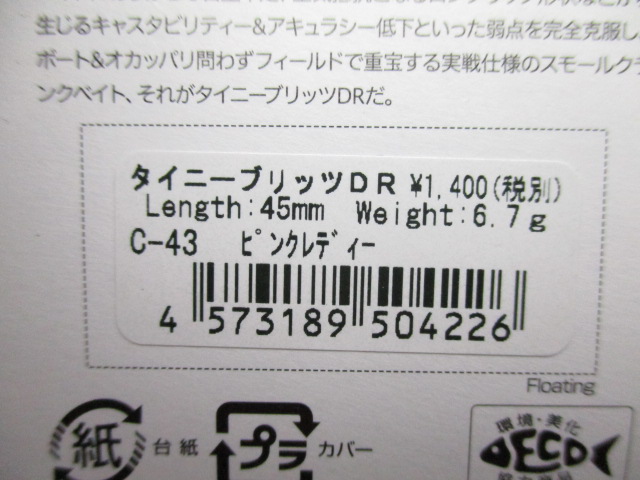 生じるキャスタビリティー&アキュラシー低下といった弱点を完全克服し
ボート&オカッパリ問わずフィールドで重宝する実戦仕様のスモールクラ
ンクベイト、それがタイニーブリッツDRだ。
タイニーブリッツDR ¥1,400(税別)
Length:45mm Weight:6.7g
C-43 ピンクレディー
4 573189 504226
Floating
紙 台紙 プラ カバー
環境・美化
ECO